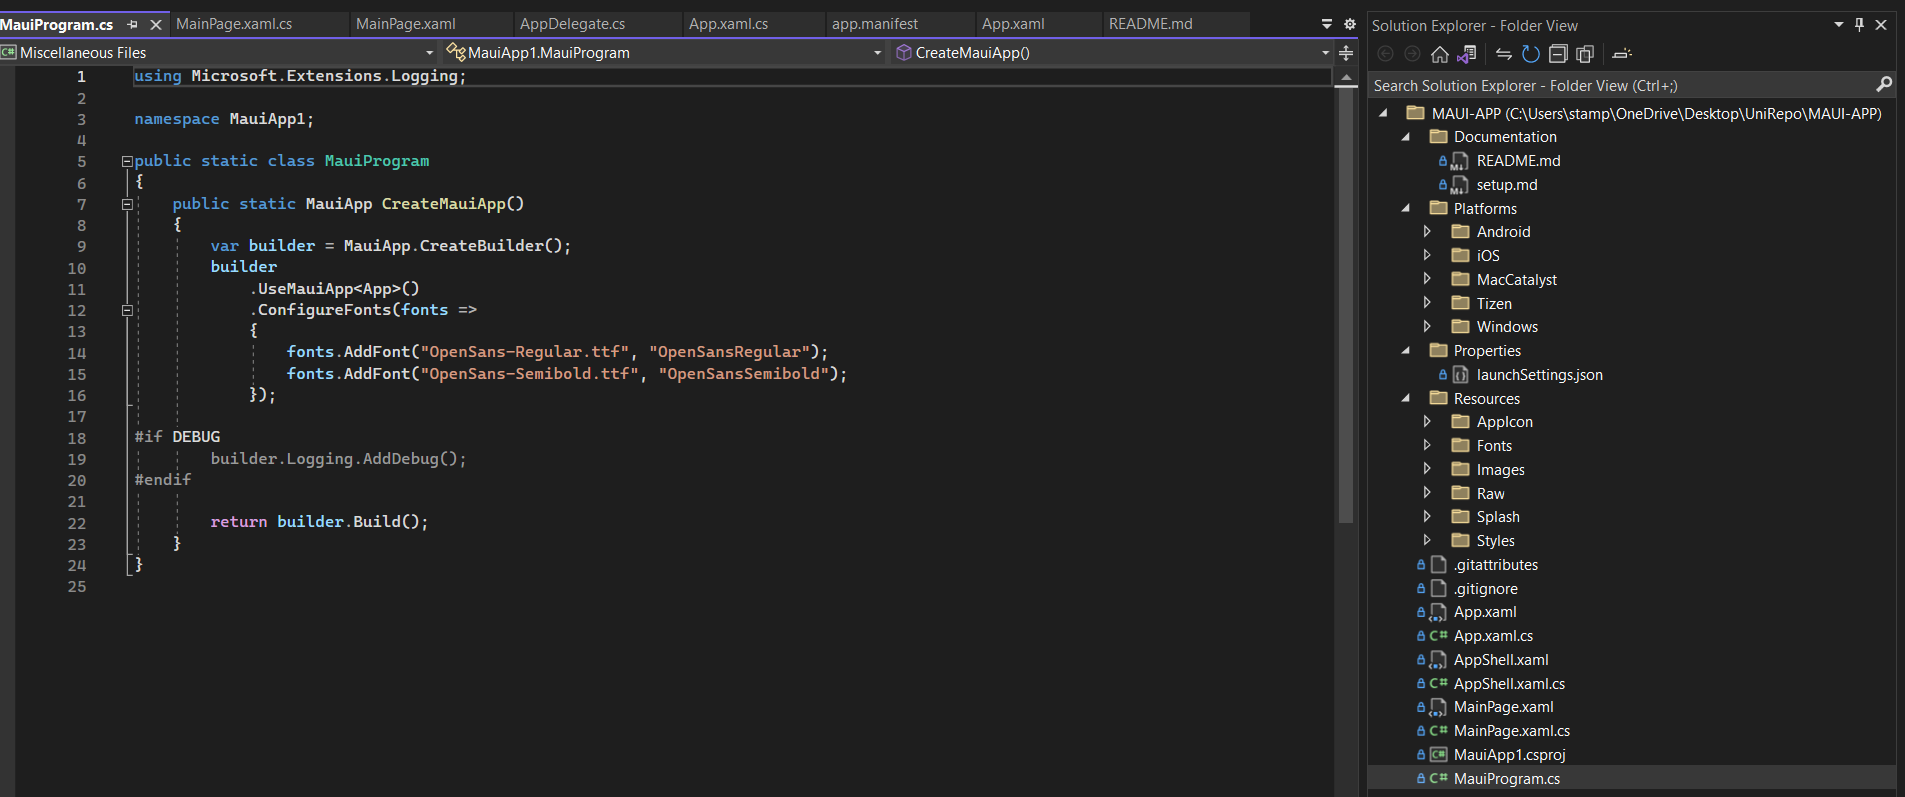 MauiProgram.cs MainPage.xaml.cs MainPage.xaml AppDelegate.cs App.xaml.cs app.manifest App.xaml README.md
C# Miscellaneous Files MauiApp1.MauiProgram CreateMauiApp()
1 using Microsoft.Extensions.Logging;
2
3 namespace MauiApp1;
4
5 public static class MauiProgram
6 {
7 public static MauiApp CreateMauiApp()
8 {
9 var builder = MauiApp.CreateBuilder();
10 builder
11 .UseMauiApp<App>()
12 .ConfigureFonts(fonts =>
13 {
14 fonts.AddFont("OpenSans-Regular.ttf", "OpenSansRegular");
15 fonts.AddFont("OpenSans-Semibold.ttf", "OpenSansSemibold");
16 });
17
18 #if DEBUG
19 builder.Logging.AddDebug();
20 #endif
21
22 return builder.Build();
23 }
24 }
25
Solution Explorer - Folder View
Search Solution Explorer - Folder View (Ctrl+;)
MAUI-APP (C:\Users\stamp\OneDrive\Desktop\UniRepo\MAUI-APP)
Documentation
M↓ README.md
M↓ setup.md
Platforms
Android
iOS
MacCatalyst
Tizen
Windows
Properties
launchSettings.json
Resources
AppIcon
Fonts
Images
Raw
Splash
Styles
.gitattributes
.gitignore
App.xaml
C# App.xaml.cs
AppShell.xaml
C# AppShell.xaml.cs
MainPage.xaml
C# MainPage.xaml.cs
C# MauiApp1.csproj
C# MauiProgram.cs